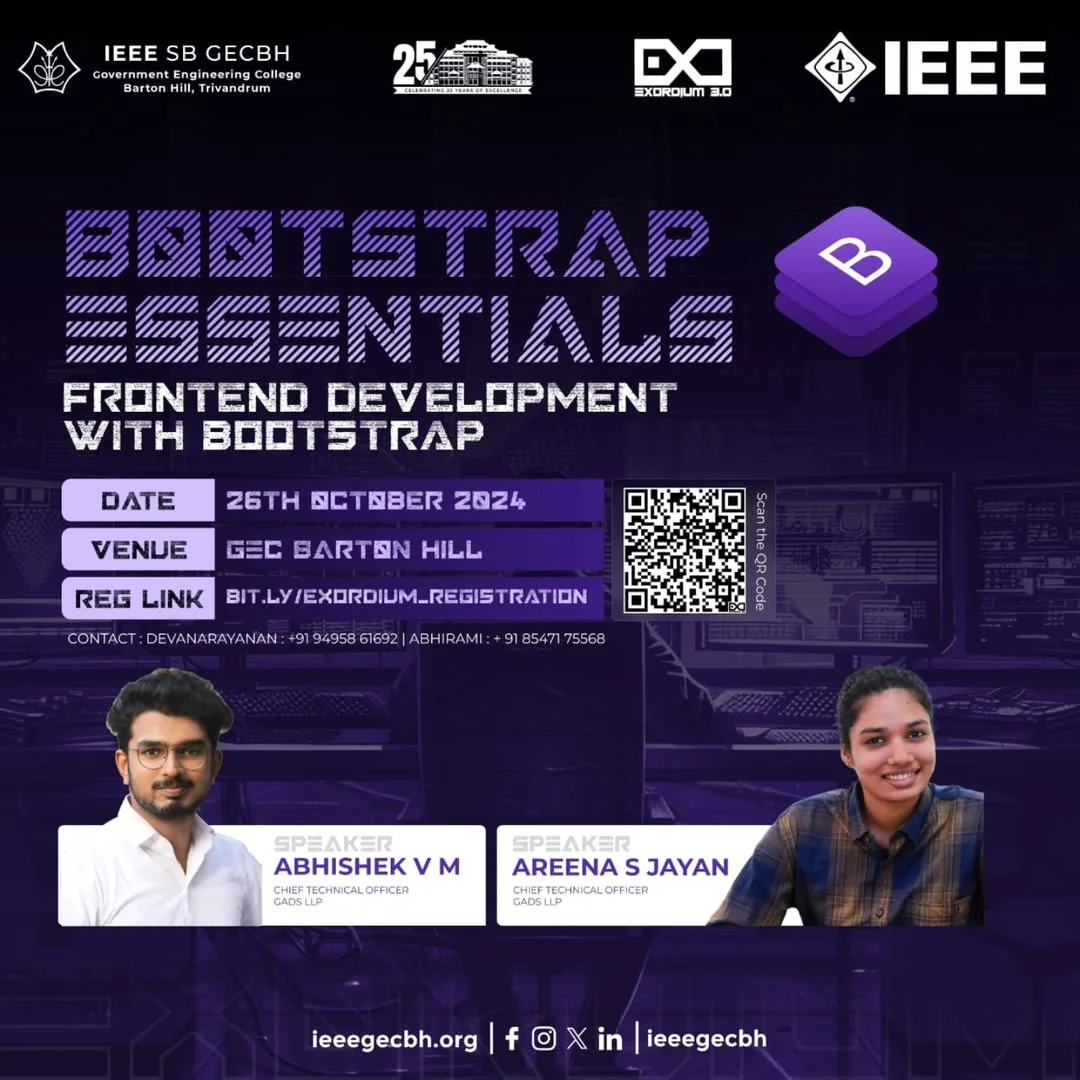 IEEE SB GECBH
Government Engineering College
Barton Hill, Trivandrum
25
CELEBRATING 25 YEARS OF EXCELLENCE
EXORDIUM 3.0
IEEE
BOOTSTRAP
ESSENTIALS
B
FRONTEND DEVELOPMENT
WITH BOOTSTRAP
DATE 26TH OCTOBER 2024
VENUE GEC BARTON HILL
REG LINK BIT.LY/EXORDIUM_REGISTRATION
Scan the QR Code
CONTACT : DEVANARAYANAN : +91 94958 61692 | ABHIRAMI : + 91 85471 75568
SPEAKER
ABHISHEK V M
CHIEF TECHNICAL OFFICER
GADS LLP
SPEAKER
AREENA S JAYAN
CHIEF TECHNICAL OFFICER
GADS LLP
ieeegecbh.org | ieeegecbh